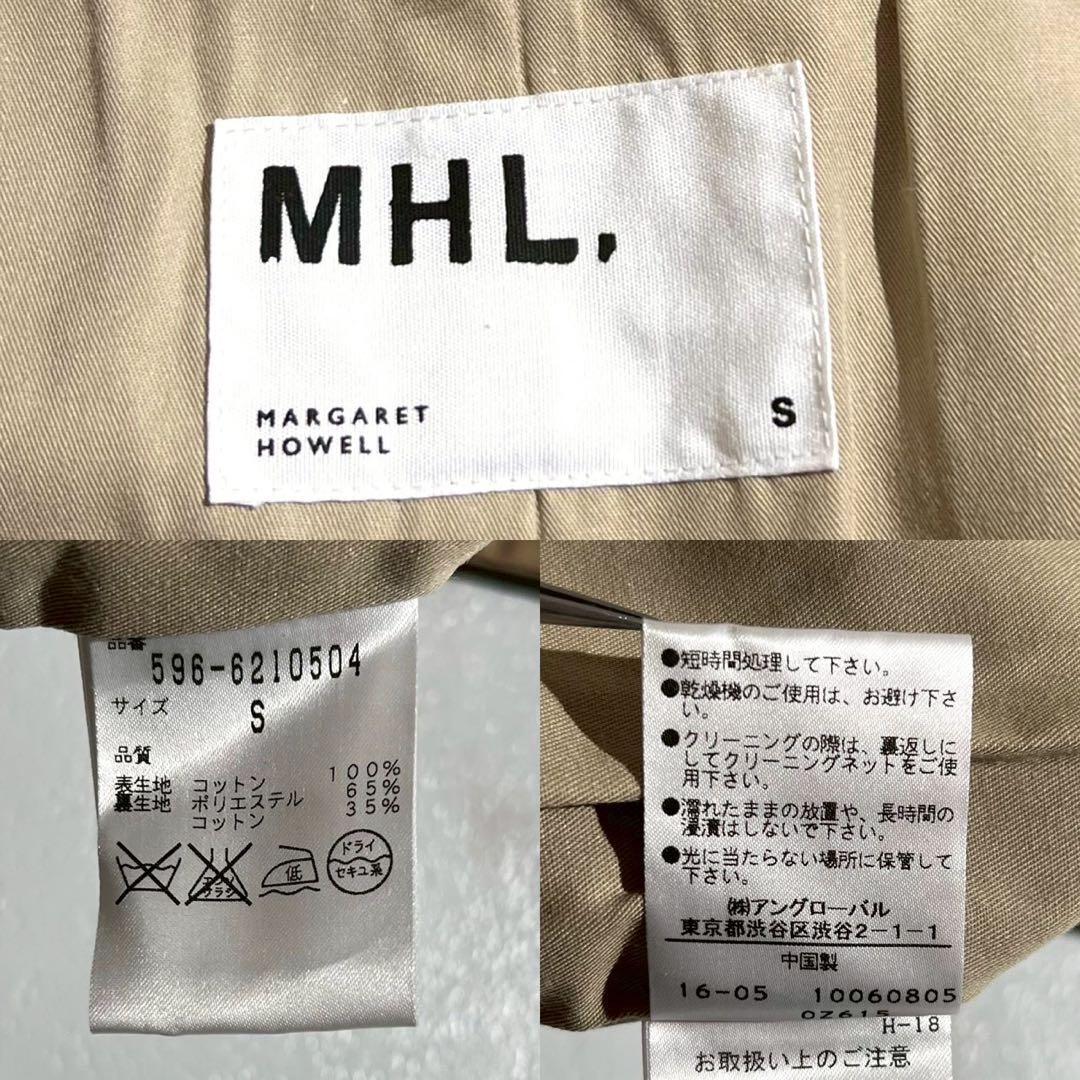 MHL.
MARGARET
HOWELL
S
品番
596-6210504
サイズ
S
品質
表生地 コットン 100%
裏生地 ポリエステル 65%
コットン 35%
エンソ
サラシ
低
ドライ
セキユ系
●短時間処理して下さい。
●乾燥機のご使用は、お避け下さ
い。
●クリーニングの際は、裏返しに
してクリーニングネットをご使
用下さい。
●濡れたままの放置や、長時間の
浸漬はしないで下さい。
●光に当たらない場所に保管して
下さい。
㈱アングローバル
東京都渋谷区渋谷2-1-1
中国製
16-05 10060805
0Z615
H-18
お取扱い上のご注意